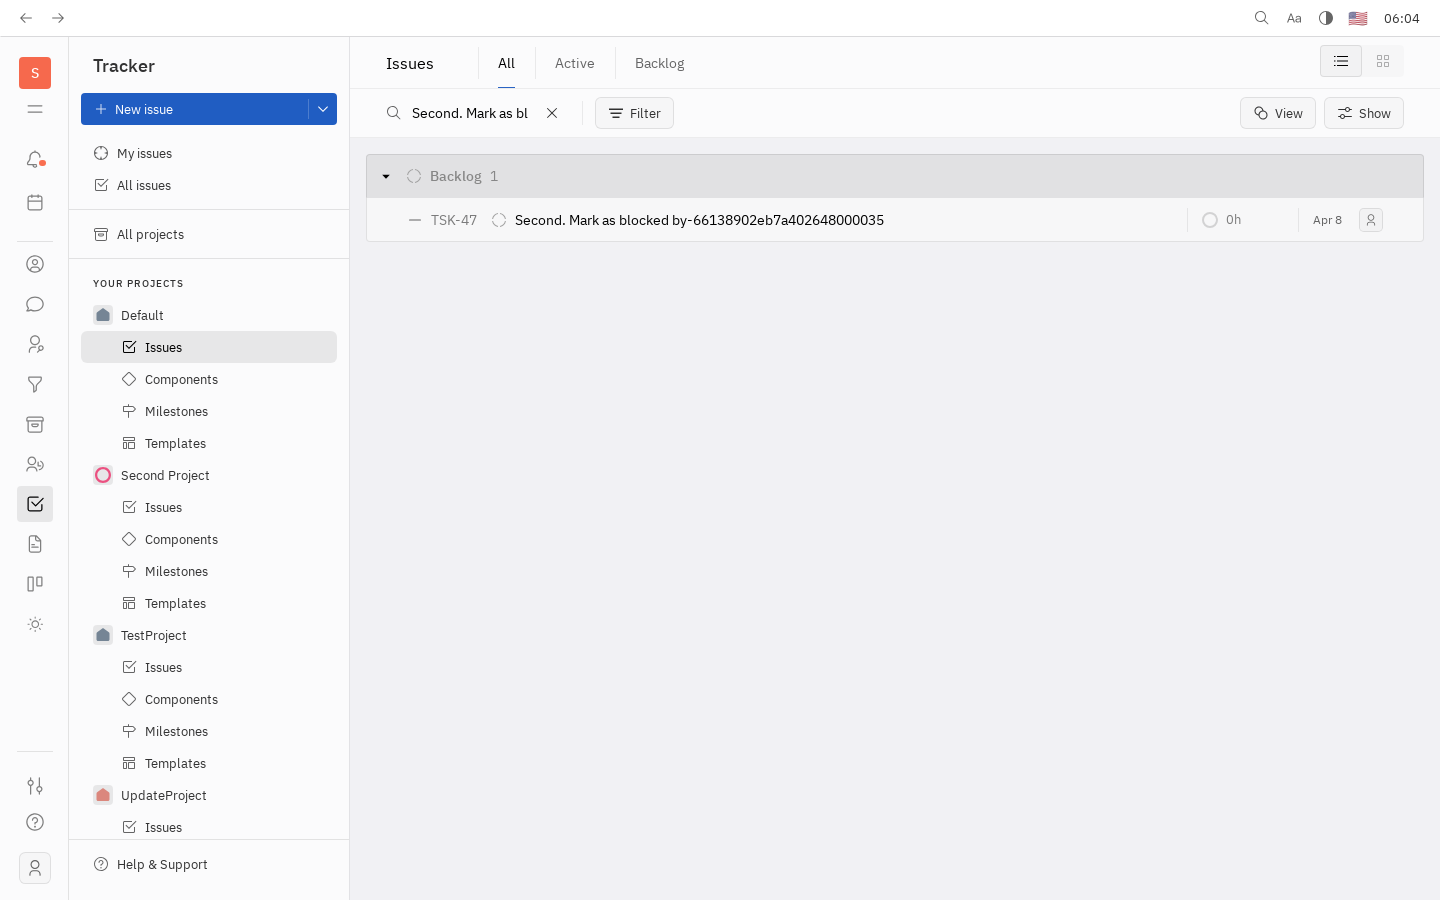 Aa
06:04
S
Tracker
New issue
My issues
All issues
All projects
YOUR PROJECTS
Default
Issues
Components
Milestones
Templates
Second Project
Issues
Components
Milestones
Templates
TestProject
Issues
Components
Milestones
Templates
UpdateProject
Issues
Help & Support
Issues
All
Active
Backlog
Second. Mark as bl
Filter
View
Show
Backlog 1
TSK-47 Second. Mark as blocked by-66138902eb7a402648000035 0h Apr 8